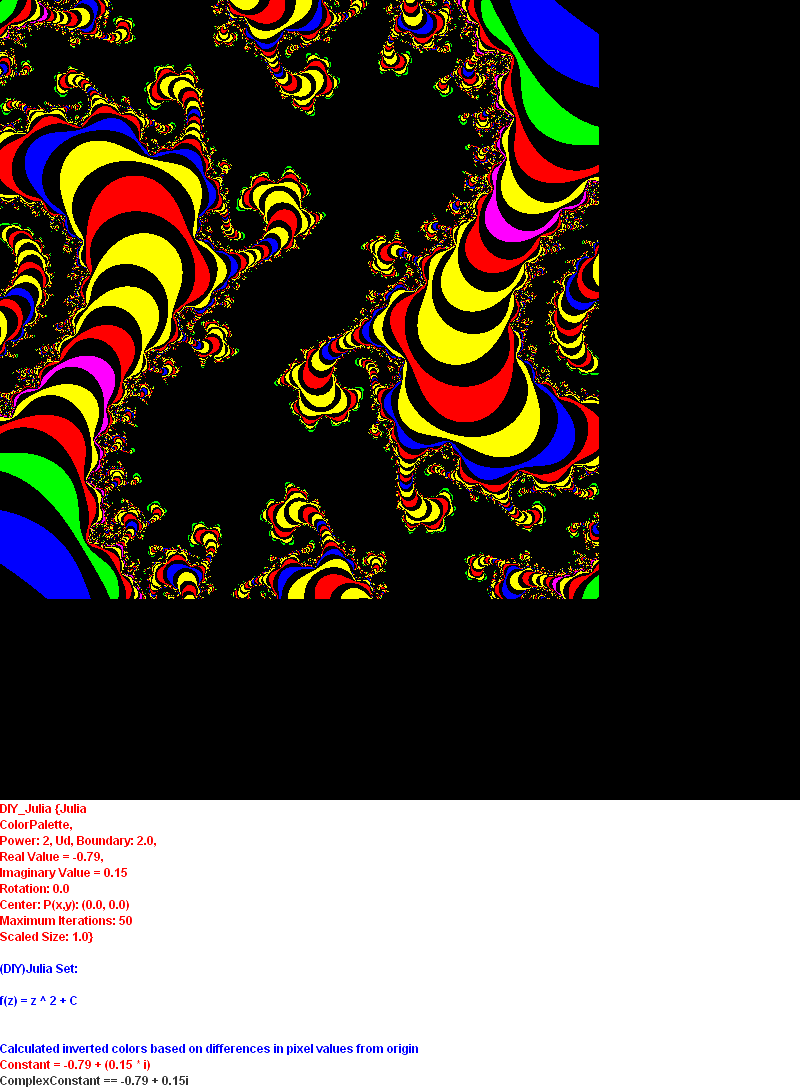 DIY_Julia {Julia
ColorPalette,
Power: 2, Ud, Boundary: 2.0,
Real Value = -0.79,
Imaginary Value = 0.15
Rotation: 0.0
Center: P(x,y): (0.0, 0.0)
Maximum Iterations: 50
Scaled Size: 1.0}
(DIY)Julia Set:
f(z) = z ^ 2 + C
Calculated inverted colors based on differences in pixel values from origin
Constant = -0.79 + (0.15 * i)
ComplexConstant == -0.79 + 0.15i